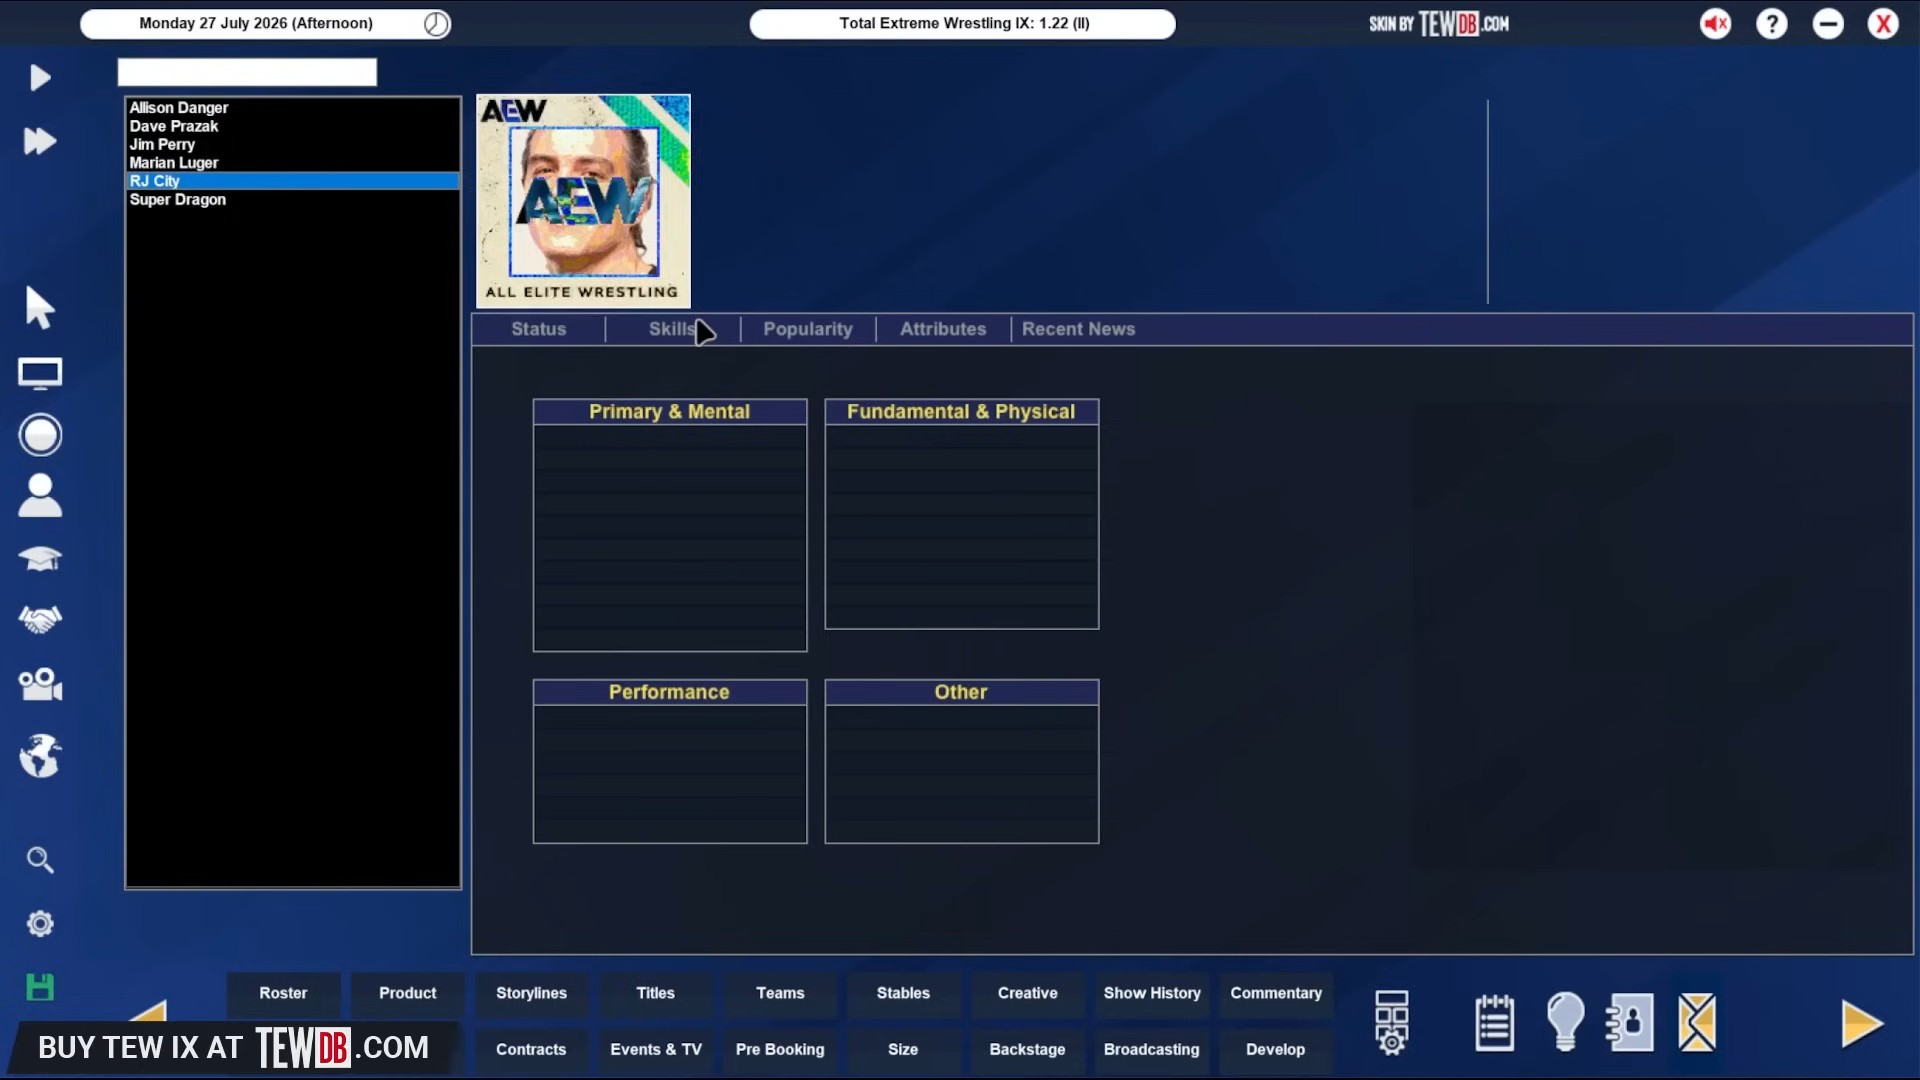 Monday 27 July 2026 (Afternoon)
Total Extreme Wrestling IX: 1.22 (II)
SKIN BY TEWDB.COM
?
X
Allison Danger
Dave Prazak
Jim Perry
Marian Luger
RJ City
Super Dragon
AEW
AEW
ALL ELITE WRESTLING
Status
Skills
Popularity
Attributes
Recent News
Primary & Mental
Fundamental & Physical
Performance
Other
Roster
Product
Storylines
Titles
Teams
Stables
Creative
Show History
Commentary
BUY TEW IX AT TEWDB.COM
Contracts
Events & TV
Pre Booking
Size
Backstage
Broadcasting
Develop